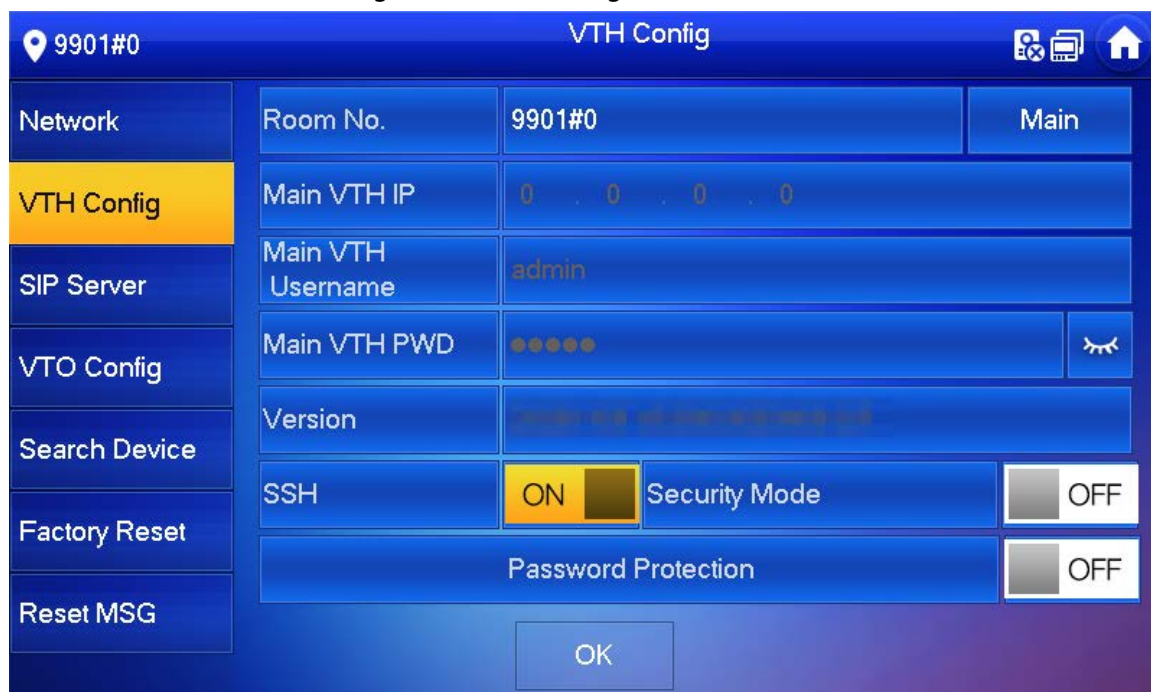 9901#0
VTH Config
Network
VTH Config
SIP Server
VTO Config
Search Device
Factory Reset
Reset MSG
Room No. 9901#0 Main
Main VTH IP 0 . 0 . 0 . 0
Main VTH
Username
admin
Main VTH PWD
Version
SSH ON Security Mode OFF
Password Protection OFF
OK